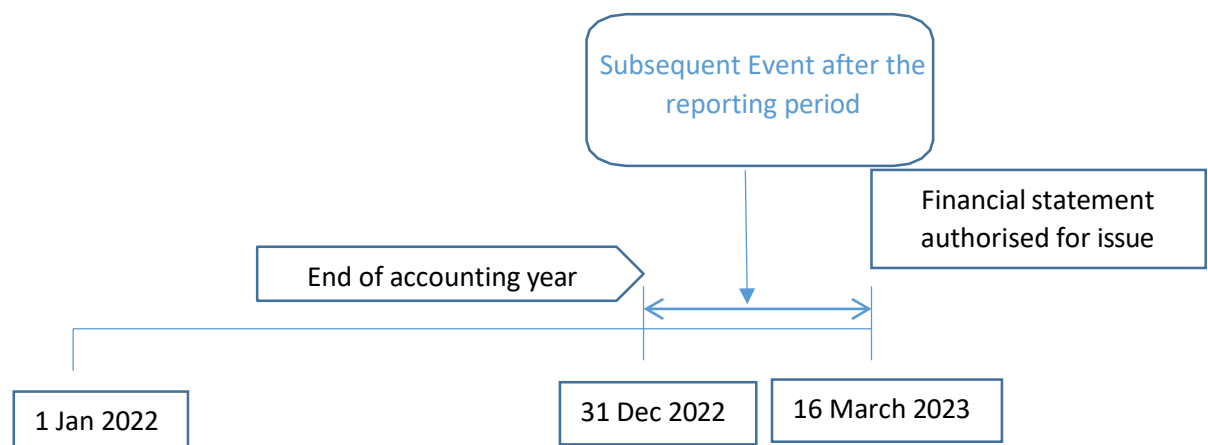 Subsequent Event after the
reporting period
Financial statement
authorised for issue
End of accounting year
1 Jan 2022
31 Dec 2022
16 March 2023